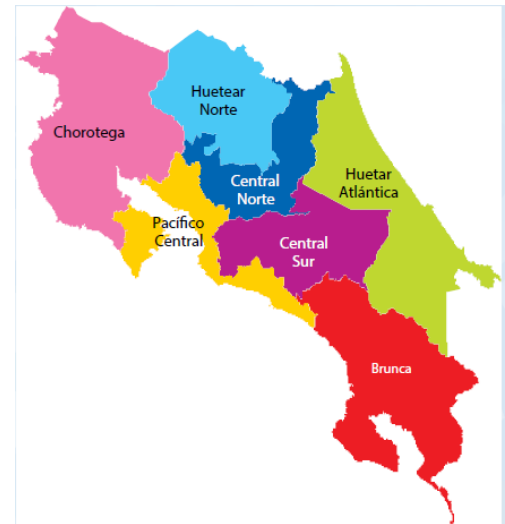 Huetear
Norte
Chorotega
Central
Norte
Huetar
Atlántica
Pacífico
Central
Central
Sur
Brunca